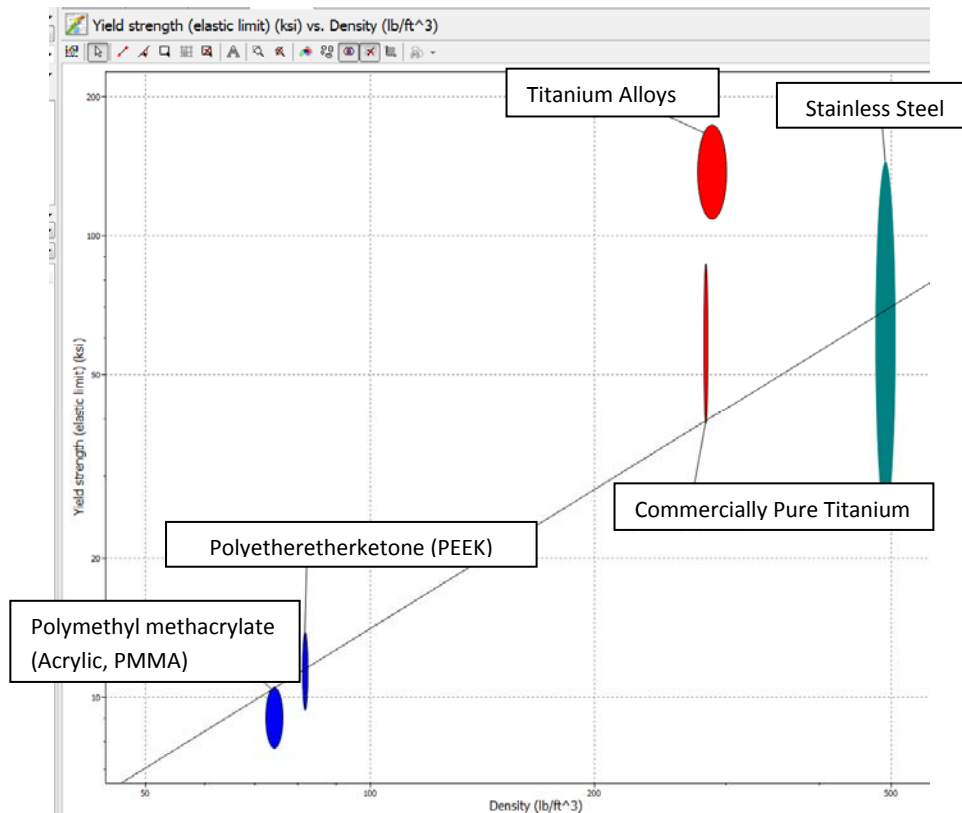 Yield strength (elastic limit) (ksi) vs. Density (lb/ft^3)
Titanium Alloys
Stainless Steel
200
100
50
20
10
Yield strength (elastic limit) (ksi)
Commercially Pure Titanium
Polyetheretherketone (PEEK)
Polymethyl methacrylate
(Acrylic, PMMA)
50
100
200
500
Density (lb/ft^3)